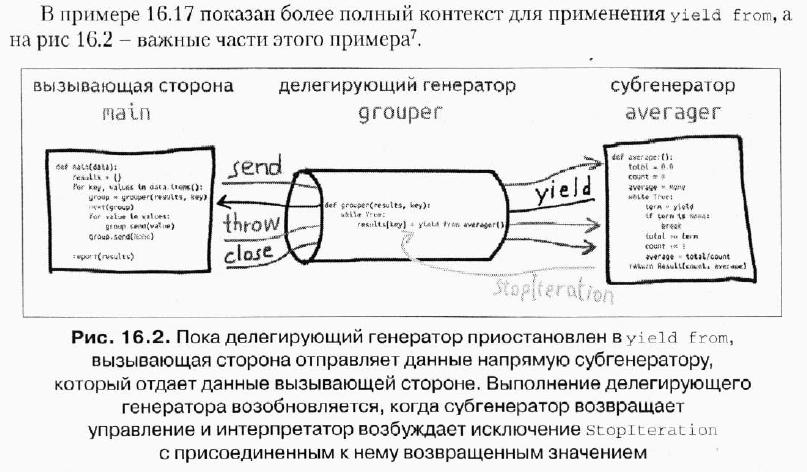 В примере 16.17 показан более полный контекст для применения yield from, а
на рис 16.2 – важные части этого примера⁷.
вызывающая сторона
main
делегирующий генератор
grouper
субгенератор
averager
def main(data):
results = {}
for key, values in data.items():
group = grouper(results, key)
next(group)
for value in values:
group.send(value)
group.send(None)
report(results)
send
throw
close
def grouper(results, key):
while True:
results[key] = yield from averager()
yield
StopIteration
def averager():
total = 0.0
count = 0
average = None
while True:
term = yield
if term is None:
break
total += term
count += 1
average = total/count
return Result(count, average)
Рис. 16.2. Пока делегирующий генератор приостановлен в yield from,
вызывающая сторона отправляет данные напрямую субгенератору,
который отдает данные вызывающей стороне. Выполнение делегирующего
генератора возобновляется, когда субгенератор возвращает
управление и интерпретатор возбуждает исключение StopIteration
с присоединенным к нему возвращенным значением